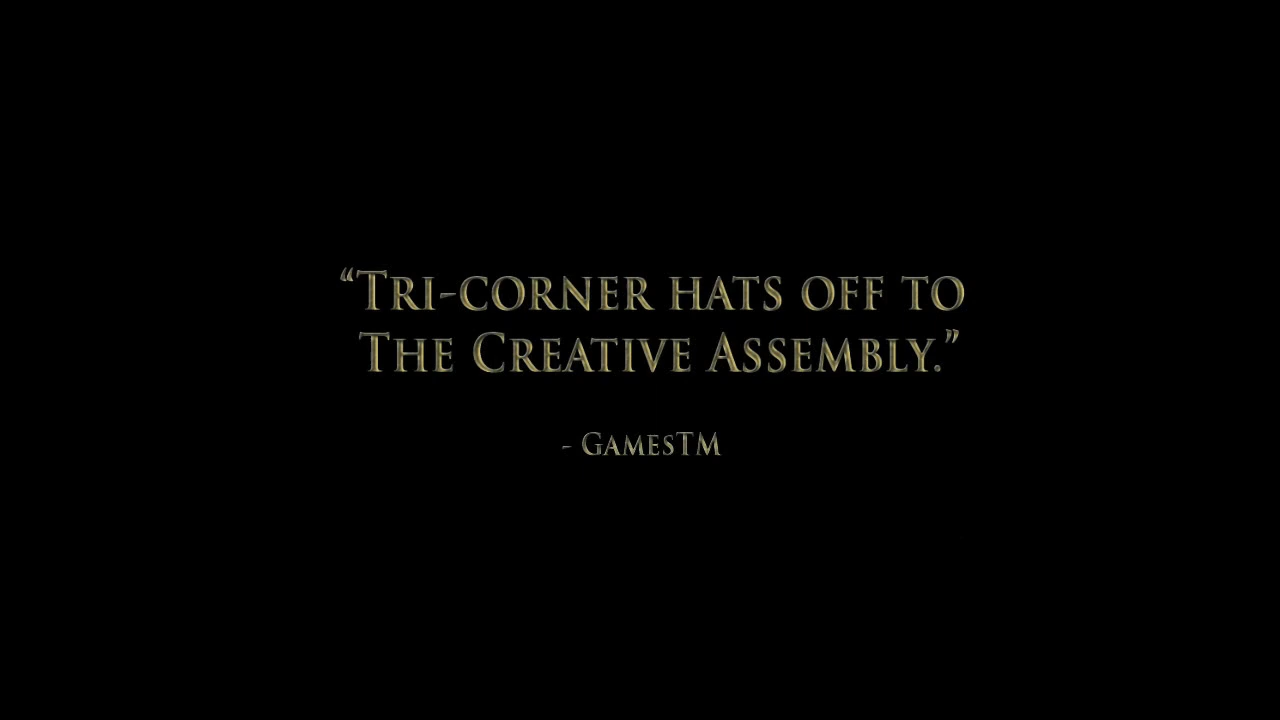 “Tri-corner hats off to
The Creative Assembly.”
- GamesTM